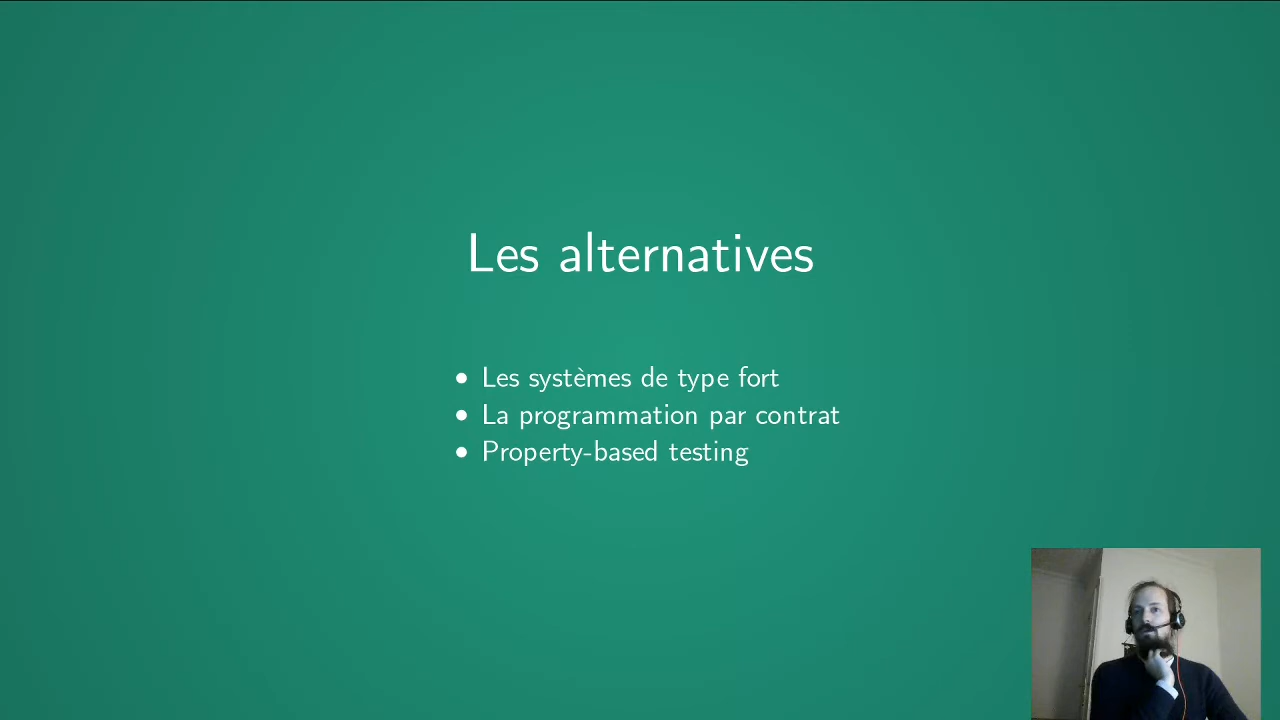 Les alternatives
• Les systèmes de type fort
• La programmation par contrat
• Property-based testing